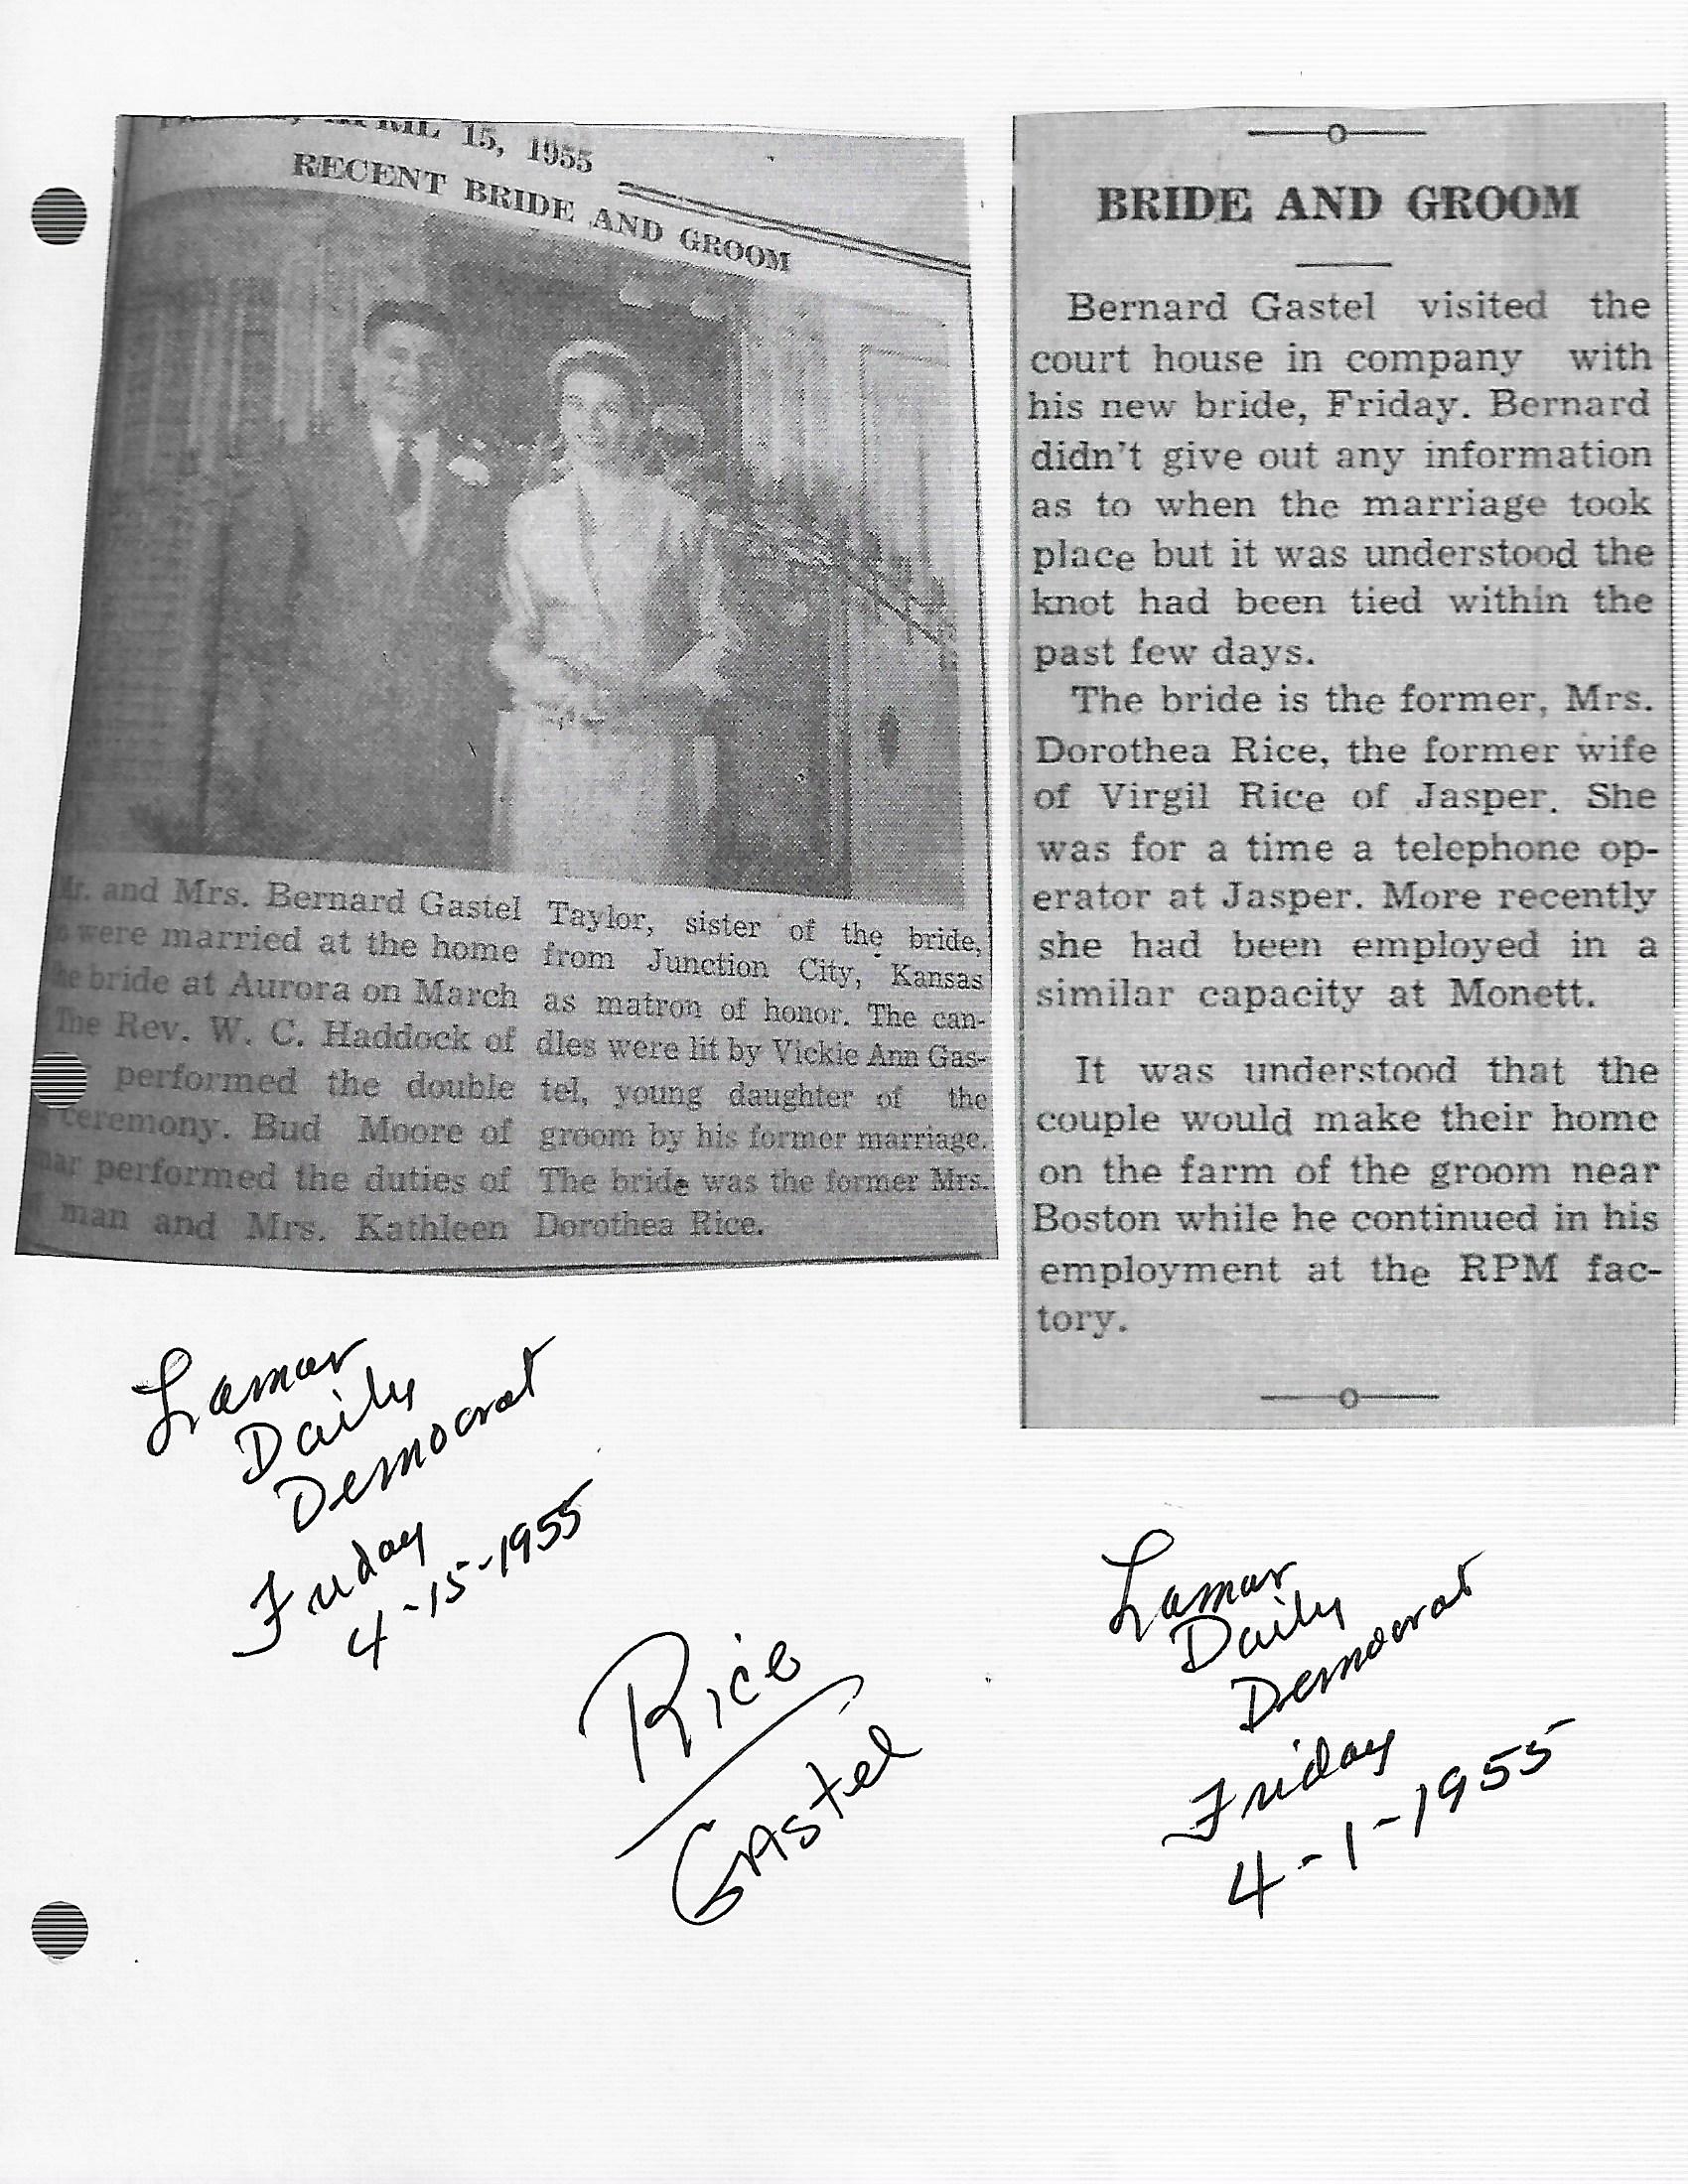 APRIL 15, 1955
RECENT BRIDE AND GROOM
Mr. and Mrs. Bernard Gastel
were married at the home
bride at Aurora on March
The Rev. W. C. Haddock of
performed the double
ceremony. Bud Moore of
performed the duties of
man and Mrs. Kathleen
Taylor, sister of the bride,
from Junction City, Kansas
as matron of honor. The can-
dles were lit by Vickie Ann Gas-
tel, young daughter of the
groom by his former marriage.
The bride was the former Mrs.
Dorothea Rice.
BRIDE AND GROOM
Bernard Gastel visited the
court house in company with
his new bride, Friday. Bernard
didn't give out any information
as to when the marriage took
place but it was understood the
knot had been tied within the
past few days.
The bride is the former, Mrs.
Dorothea Rice, the former wife
of Virgil Rice of Jasper. She
was for a time a telephone op-
erator at Jasper. More recently
she had been employed in a
similar capacity at Monett.
It was understood that the
couple would make their home
on the farm of the groom near
Boston while he continued in his
employment at the RPM fac-
tory.
Lamar
Daily
Democrat
Friday
4-15-1955
Rice
Gastel
Lamar
Daily
Democrat
Friday
4-1-1955